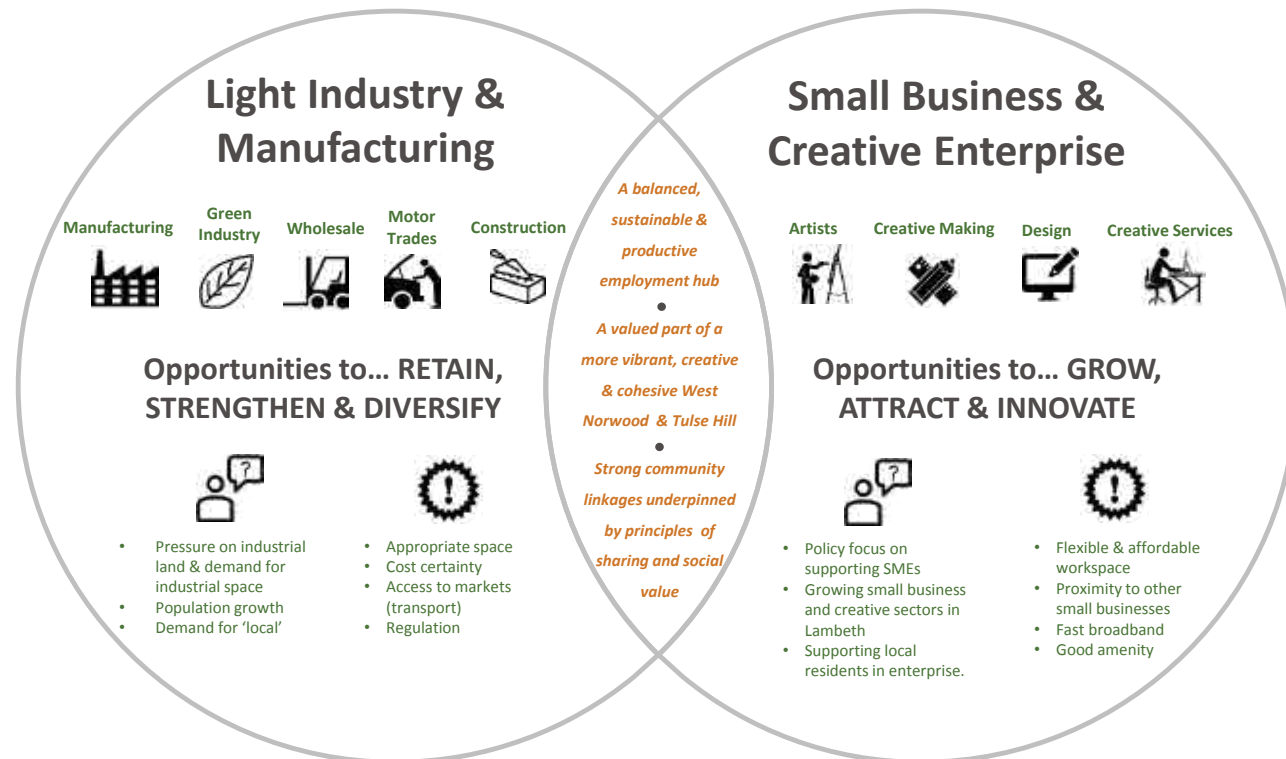 Light Industry &
Manufacturing
Manufacturing
Green
Industry
Wholesale
Motor
Trades
Construction
Opportunities to... RETAIN,
STRENGTHEN & DIVERSIFY
?
• Pressure on industrial
land & demand for
industrial space
• Population growth
• Demand for ‘local’
!
• Appropriate space
• Cost certainty
• Access to markets
(transport)
• Regulation
A balanced,
sustainable &
productive
employment hub
•
A valued part of a
more vibrant, creative
& cohesive West
Norwood & Tulse Hill
•
Strong community
linkages underpinned
by principles of
sharing and social
value
Small Business &
Creative Enterprise
Artists
Creative Making
Design
Creative Services
Opportunities to... GROW,
ATTRACT & INNOVATE
?
• Policy focus on
supporting SMEs
• Growing small business
and creative sectors in
Lambeth
• Supporting local
residents in enterprise.
!
• Flexible & affordable
workspace
• Proximity to other
small businesses
• Fast broadband
• Good amenity